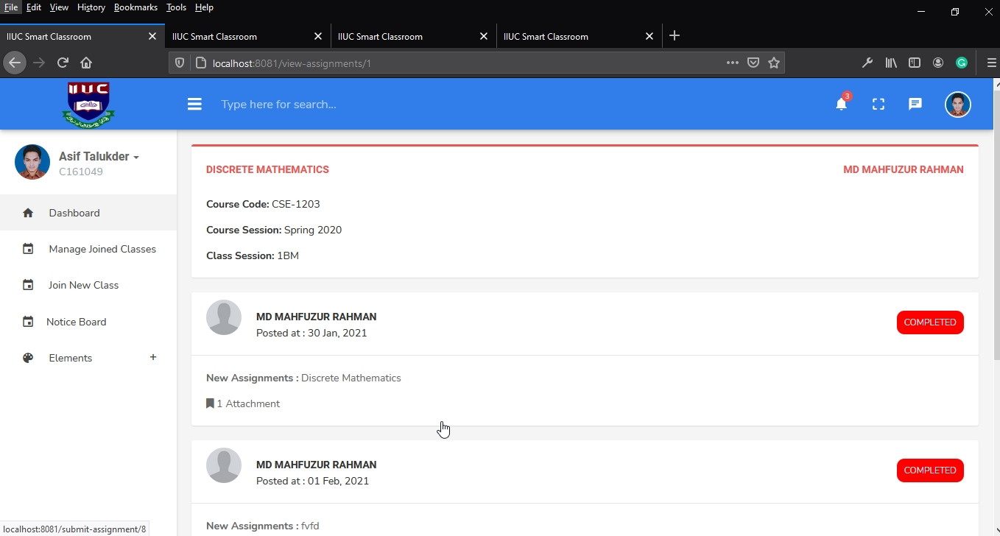 File Edit View History Bookmarks Tools Help
IIUC Smart Classroom IIUC Smart Classroom IIUC Smart Classroom IIUC Smart Classroom
localhost:8081/view-assignments/1
IIUC
Type here for search...
3
Asif Talukder
C161049
Dashboard
Manage Joined Classes
Join New Class
Notice Board
Elements +
DISCRETE MATHEMATICS MD MAHFUZUR RAHMAN
Course Code: CSE-1203
Course Session: Spring 2020
Class Session: 1BM
MD MAHFUZUR RAHMAN
Posted at : 30 Jan, 2021
COMPLETED
New Assignments : Discrete Mathematics
1 Attachment
MD MAHFUZUR RAHMAN
Posted at : 01 Feb, 2021
COMPLETED
New Assignments : fvfd
localhost:8081/submit-assignment/8